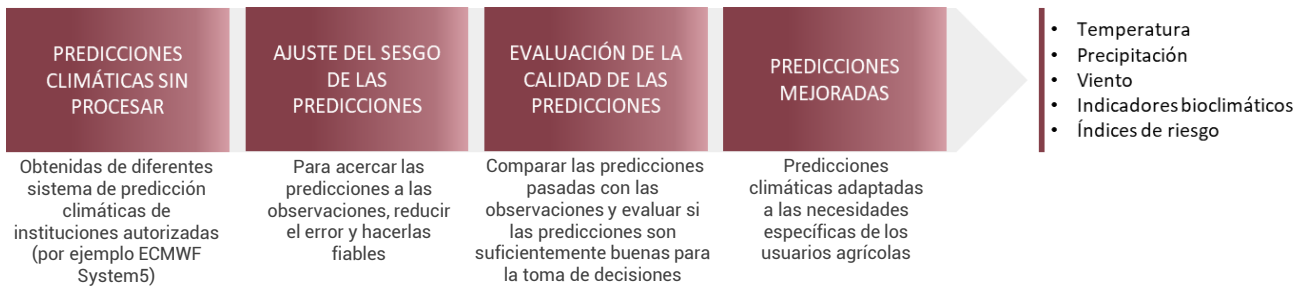 PREDICCIONES
CLIMÁTICAS SIN
PROCESAR
Obtenidas de diferentes
sistema de predicción
climáticas de
instituciones autorizadas
(por ejemplo ECMWF
System5)
AJUSTE DEL SESGO
DE LAS
PREDICCIONES
Para acercar las
predicciones a las
observaciones, reducir
el error y hacerlas
fiables
EVALUACIÓN DE LA
CALIDAD DE LAS
PREDICCIONES
Comparar las predicciones
pasadas con las
observaciones y evaluar si
las predicciones son
suficientemente buenas para
la toma de decisiones
PREDICCIONES
MEJORADAS
Predicciones
climáticas adaptadas
a las necesidades
específicas de los
usuarios agrícolas
• Temperatura
• Precipitación
• Viento
• Indicadores bioclimáticos
• Índices de riesgo